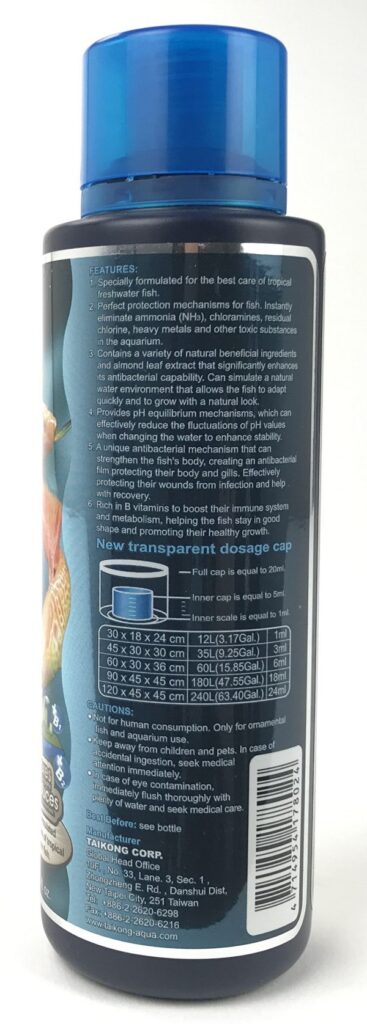 FEATURES:
1. Specially formulated for the best care of tropical
freshwater fish.
2. Perfect protection mechanisms for fish. Instantly
eliminate ammonia (NH₃), chloramines, residual
chlorine, heavy metals and other toxic substances
in the aquarium.
3. Contains a variety of natural beneficial ingredients
and almond leaf extract that significantly enhances
its antibacterial capability. Can simulate a natural
water environment that allows the fish to adapt
quickly and to grow with a natural look.
4. Provides pH equilibrium mechanisms, which can
effectively reduce the fluctuations of pH values
when changing the water to enhance stability.
5. A unique antibacterial mechanism that can
strengthen the fish's body, creating an antibacterial
film protecting their body and gills. Effectively
protecting their wounds from infection and help
with recovery.
6. Rich in B vitamins to boost their immune system
and metabolism, helping the fish stay in good
shape and promoting their healthy growth.
New transparent dosage cap
Full cap is equal to 20ml.
Inner cap is equal to 5ml.
Inner scale is equal to 1ml.
30 x 18 x 24 cm 12L(3.17Gal.) 1ml
45 x 30 x 30 cm 35L(9.25Gal.) 3ml
60 x 30 x 36 cm 60L(15.85Gal.) 6ml
90 x 45 x 45 cm 180L(47.55Gal.) 18ml
120 x 45 x 45 cm 240L(63.40Gal.) 24ml
CAUTIONS:
•Not for human consumption. Only for ornamental
fish and aquarium use.
•Keep away from children and pets. In case of
accidental ingestion, seek medical
attention immediately.
•In case of eye contamination,
immediately flush thoroughly with
plenty of water and seek medical care.
Best Before: see bottle
Manufacturer
TAIKONG CORP.
Global Head Office
10F., No. 33, Lane. 3, Sec. 1 ,
Zhongzheng E. Rd. , Danshui Dist,
New Taipei City, 251 Taiwan
Tel: +886-2-2620-6298
Fax: +886-2-2620-6216
www.taikong-aqua.com
4 714954 178024
B₁
B₂
of tropical